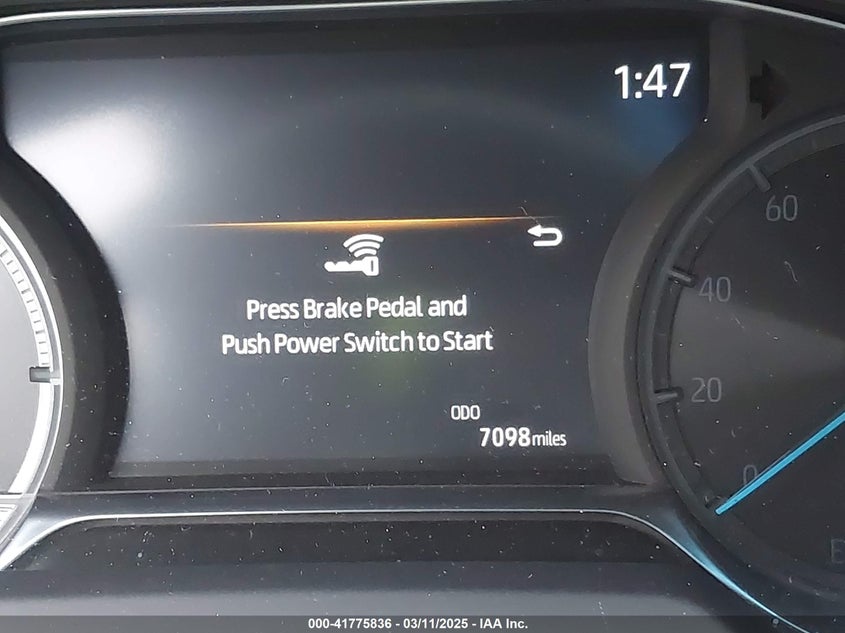 1:47
60
Press Brake Pedal and
40
Push Power Switch to Start
20
ODO
7098 miles
0
E
000-41775836 - 03/11/2025 - IAA Inc.